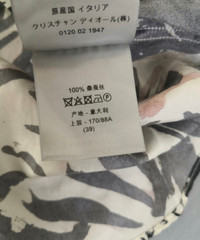 原産国 イタリア
クリスチャン ディオール(株)
0120 02 1947
100% 桑蚕丝
产地 - 意大利
上装 - 170/88A
(39)